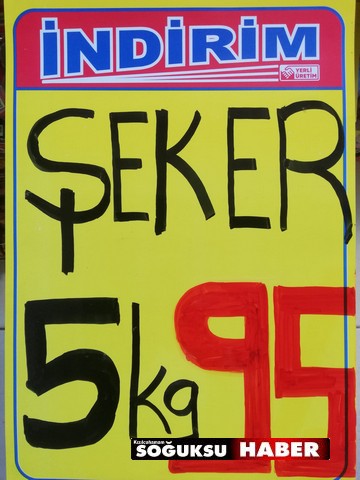 İNDİRİM
YERLİ
ÜRETİM
ŞEKER
5kg 95
Kızılcahamam
SOĞUKSU HABER